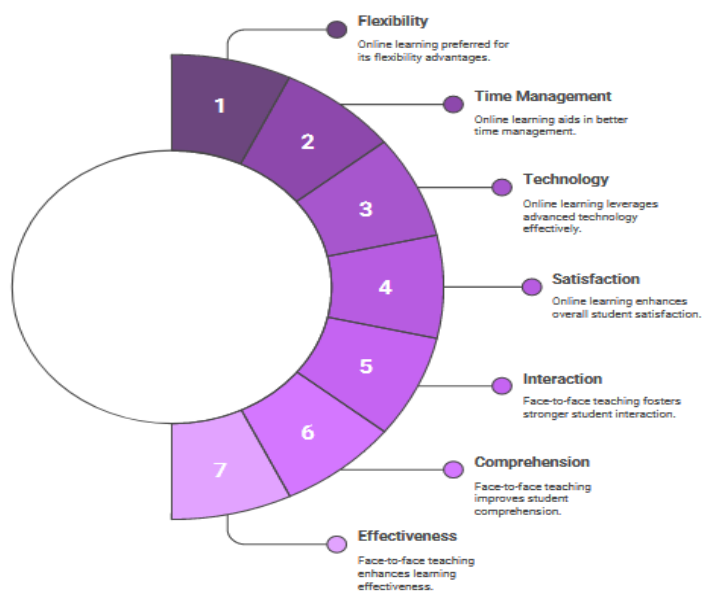 1
Flexibility
Online learning preferred for
its flexibility advantages.
2
Time Management
Online learning aids in better
time management.
3
Technology
Online learning leverages
advanced technology
effectively.
4
Satisfaction
Online learning enhances
overall student satisfaction.
5
Interaction
Face-to-face teaching fosters
stronger student interaction.
6
Comprehension
Face-to-face teaching
improves student
comprehension.
7
Effectiveness
Face-to-face teaching
enhances learning
effectiveness.